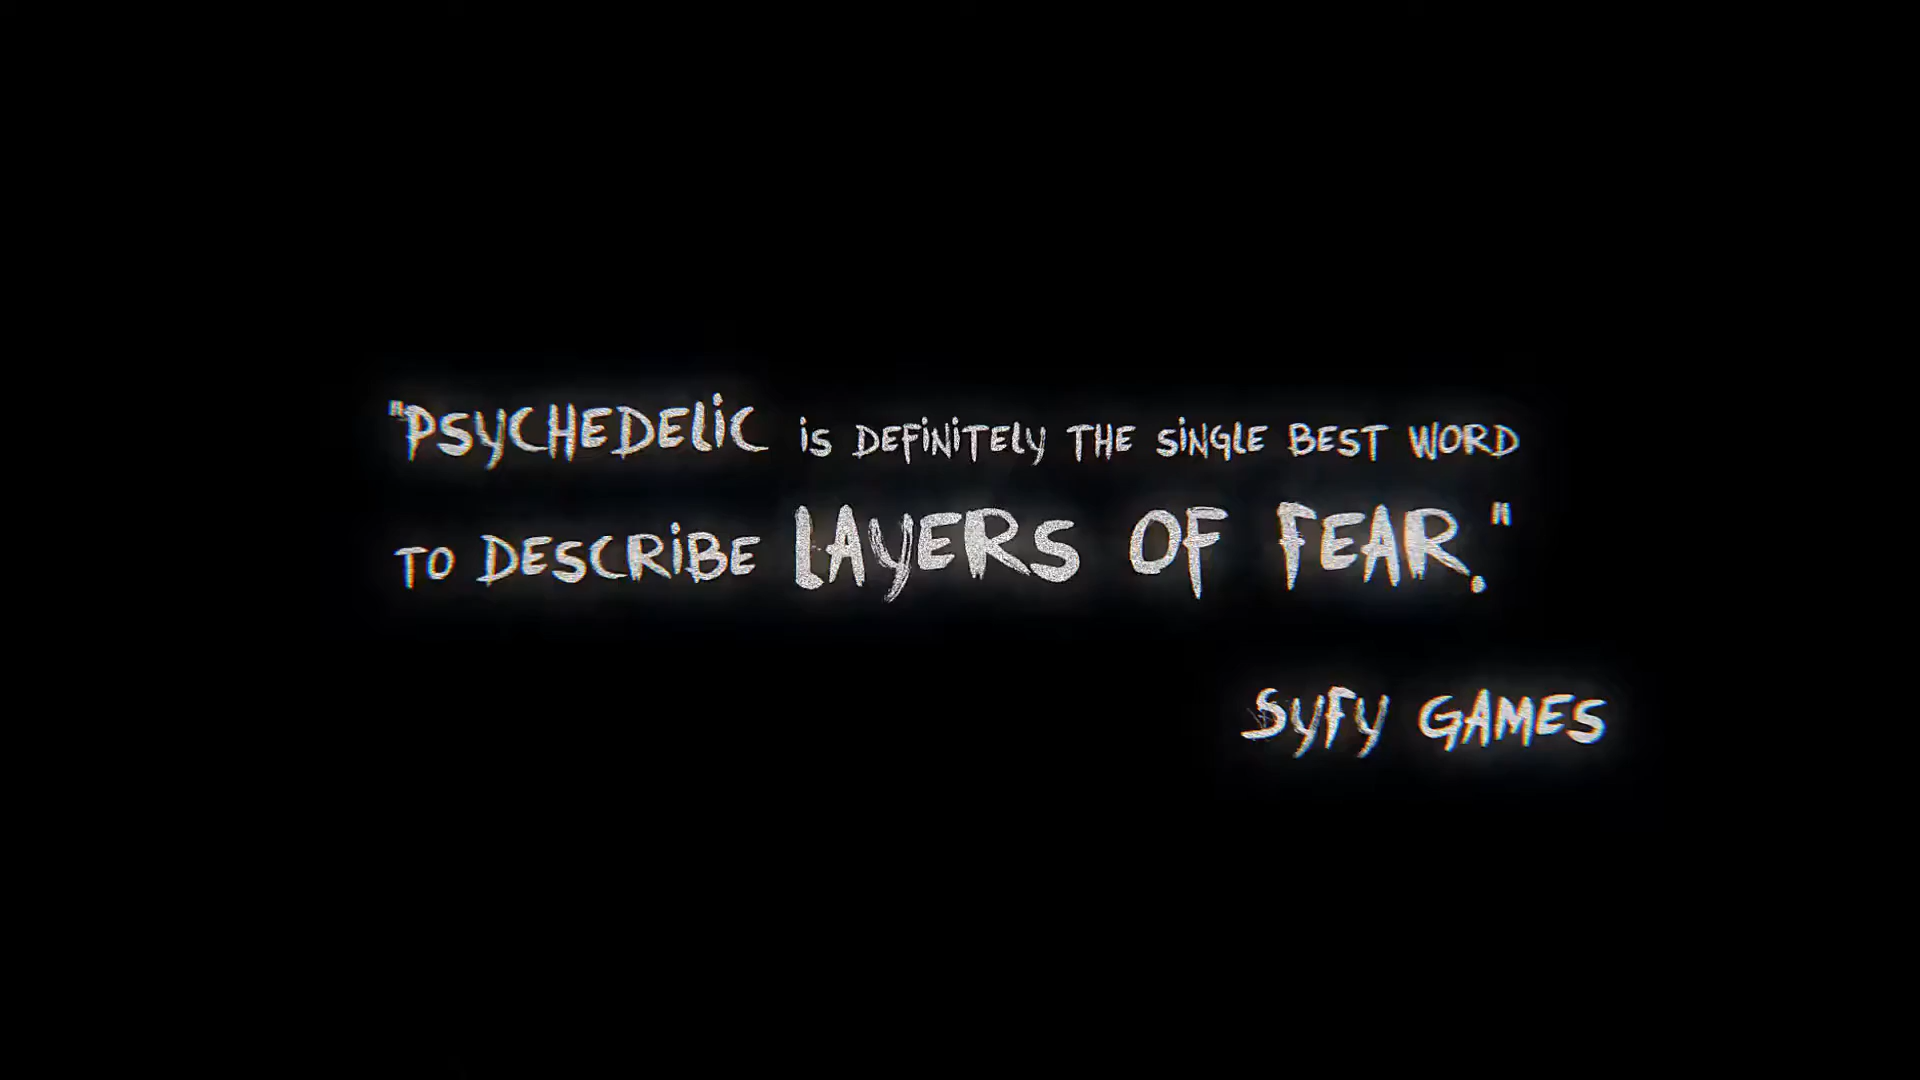 "PSYCHEDELIC IS DEFINITELY THE SINGLE BEST WORD
TO DESCRIBE LAYERS OF FEAR."
SYFY GAMES